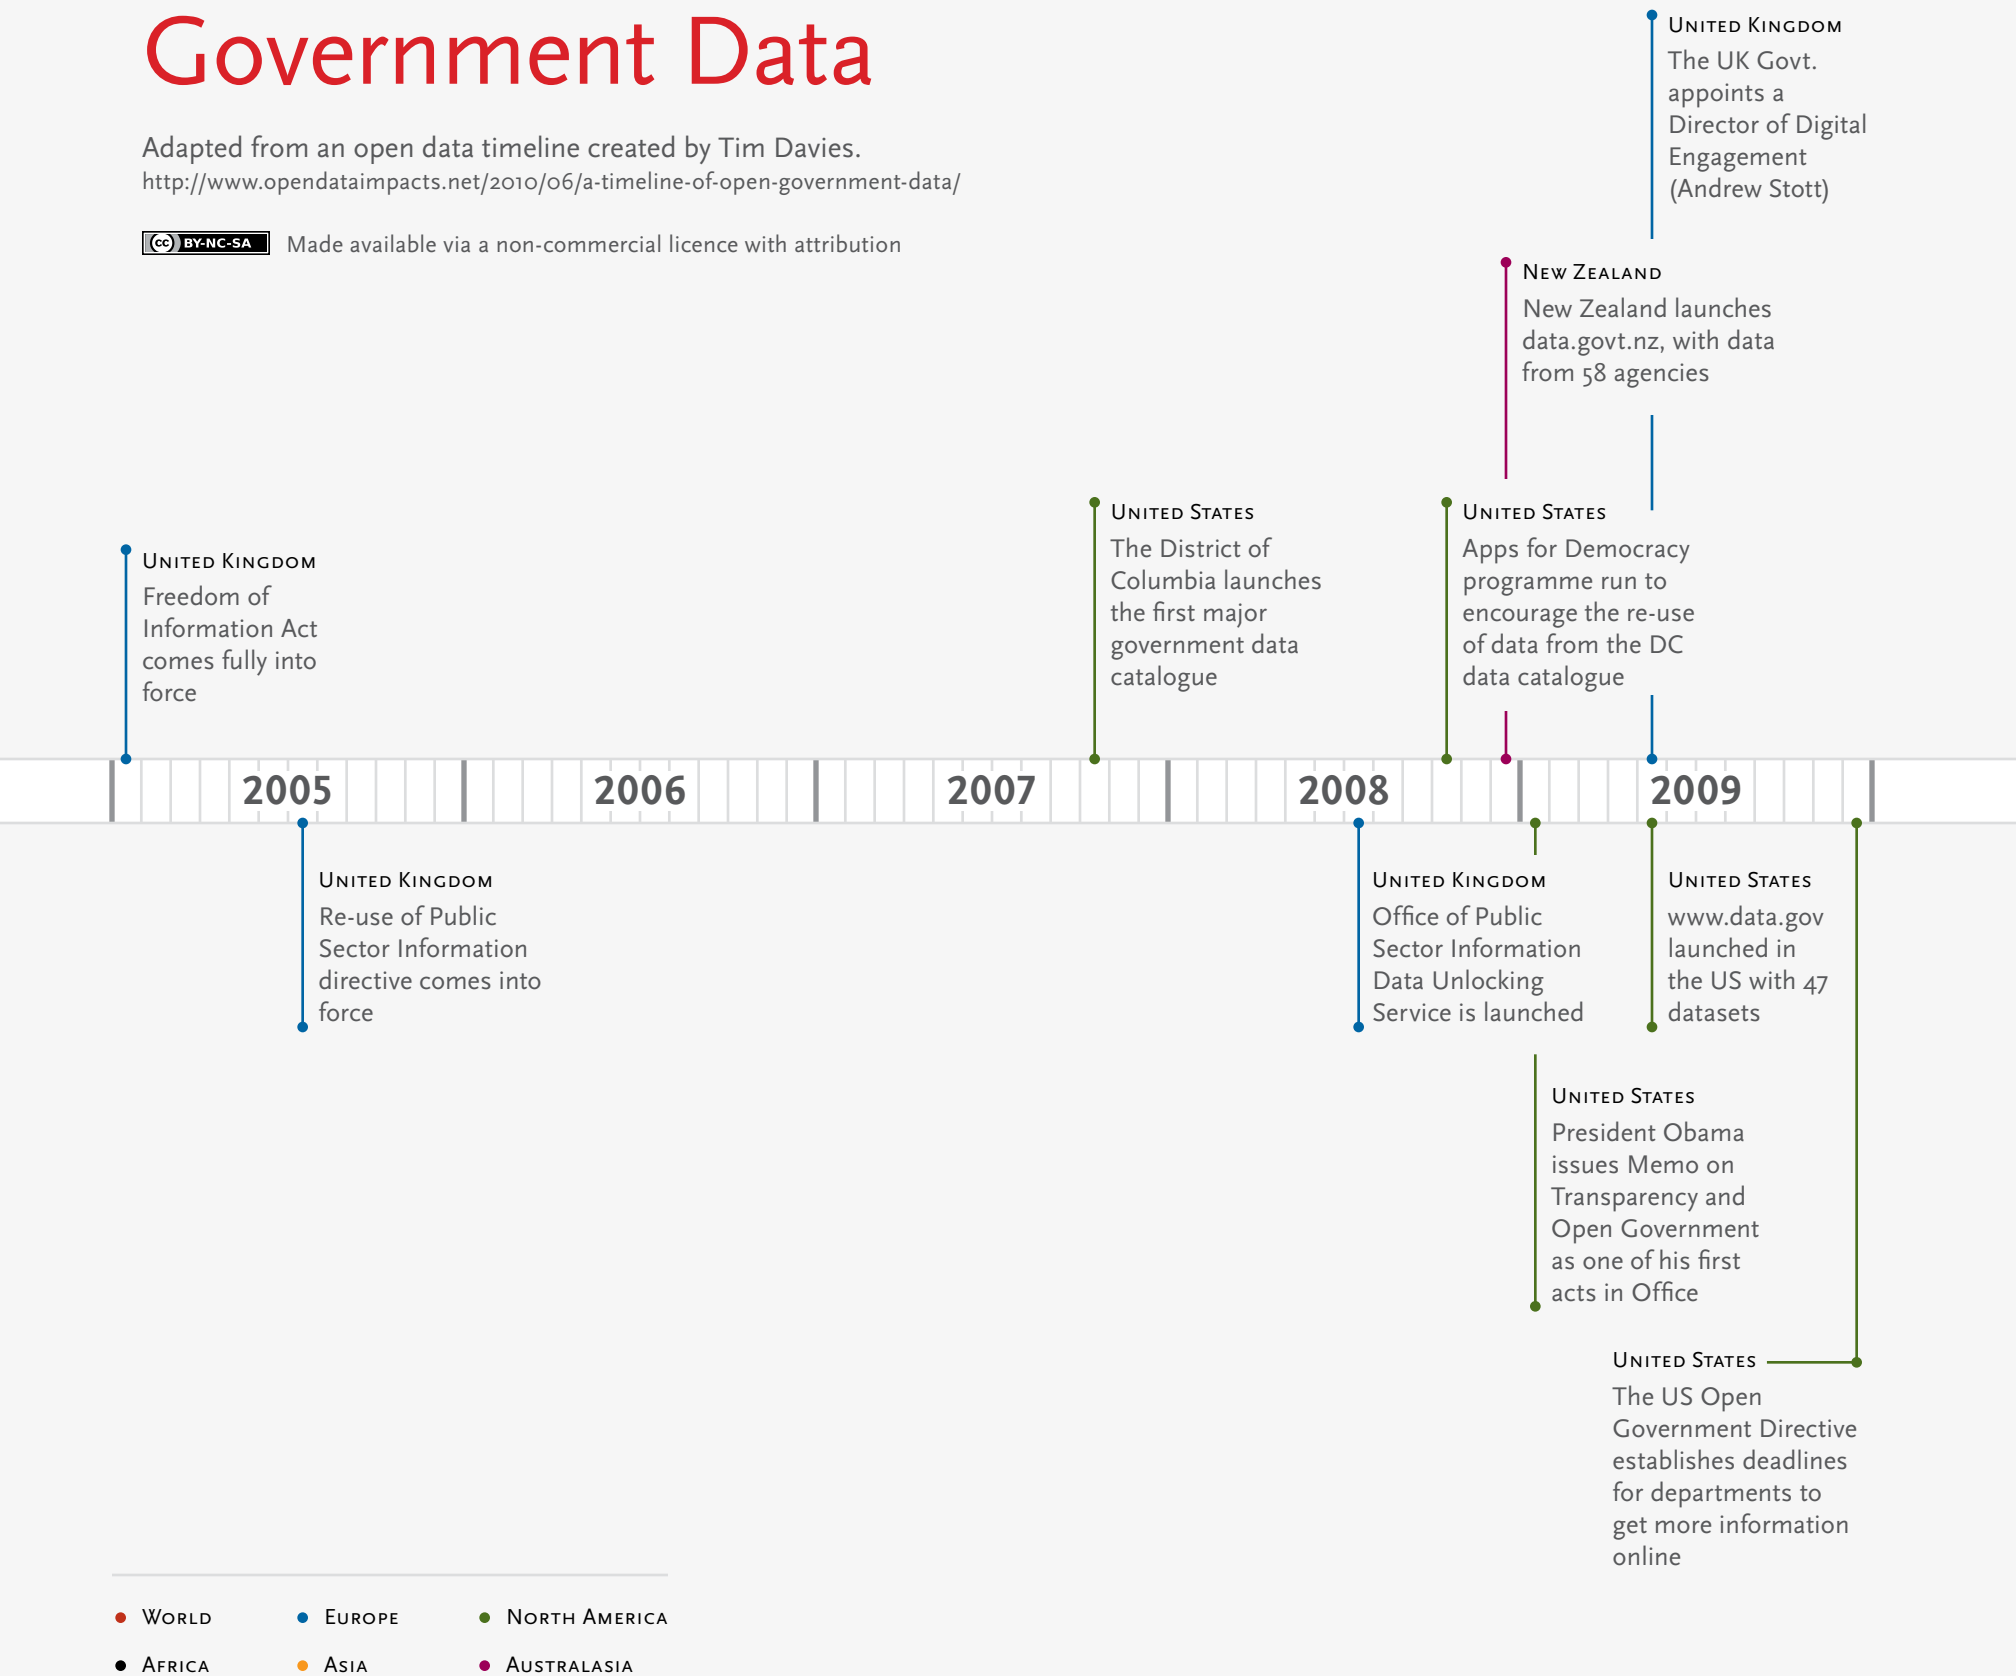 Government Data
Adapted from an open data timeline created by Tim Davies.
http://www.opendataimpacts.net/2010/06/a-timeline-of-open-government-data/
cc BY-NC-SA
Made available via a non-commercial licence with attribution
United Kingdom
The UK Govt.
appoints a
Director of Digital
Engagement
(Andrew Stott)
New Zealand
New Zealand launches
data.govt.nz, with data
from 58 agencies
United Kingdom
Freedom of
Information Act
comes fully into
force
United States
The District of
Columbia launches
the first major
government data
catalogue
United States
Apps for Democracy
programme run to
encourage the re-use
of data from the DC
data catalogue
2005
2006
2007
2008
2009
United Kingdom
Re-use of Public
Sector Information
directive comes into
force
United Kingdom
Office of Public
Sector Information
Data Unlocking
Service is launched
United States
www.data.gov
launched in
the US with 47
datasets
United States
President Obama
issues Memo on
Transparency and
Open Government
as one of his first
acts in Office
United States
The US Open
Government Directive
establishes deadlines
for departments to
get more information
online
World
Europe
North America
Africa
Asia
Australasia